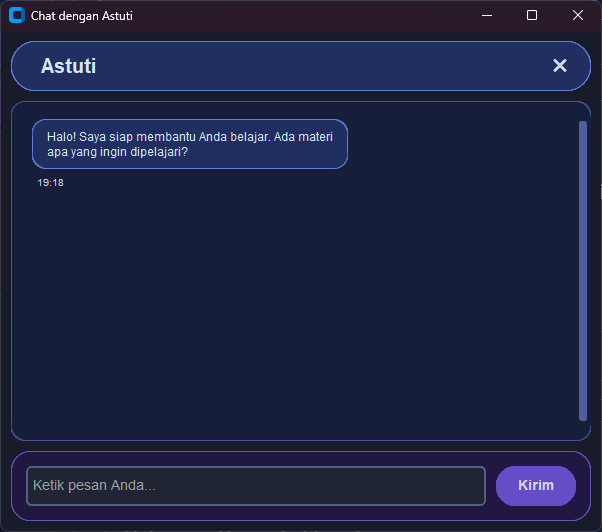 Chat dengan Astuti
Astuti
Halo! Saya siap membantu Anda belajar. Ada materi
apa yang ingin dipelajari?
19:18
Ketik pesan Anda...
Kirim